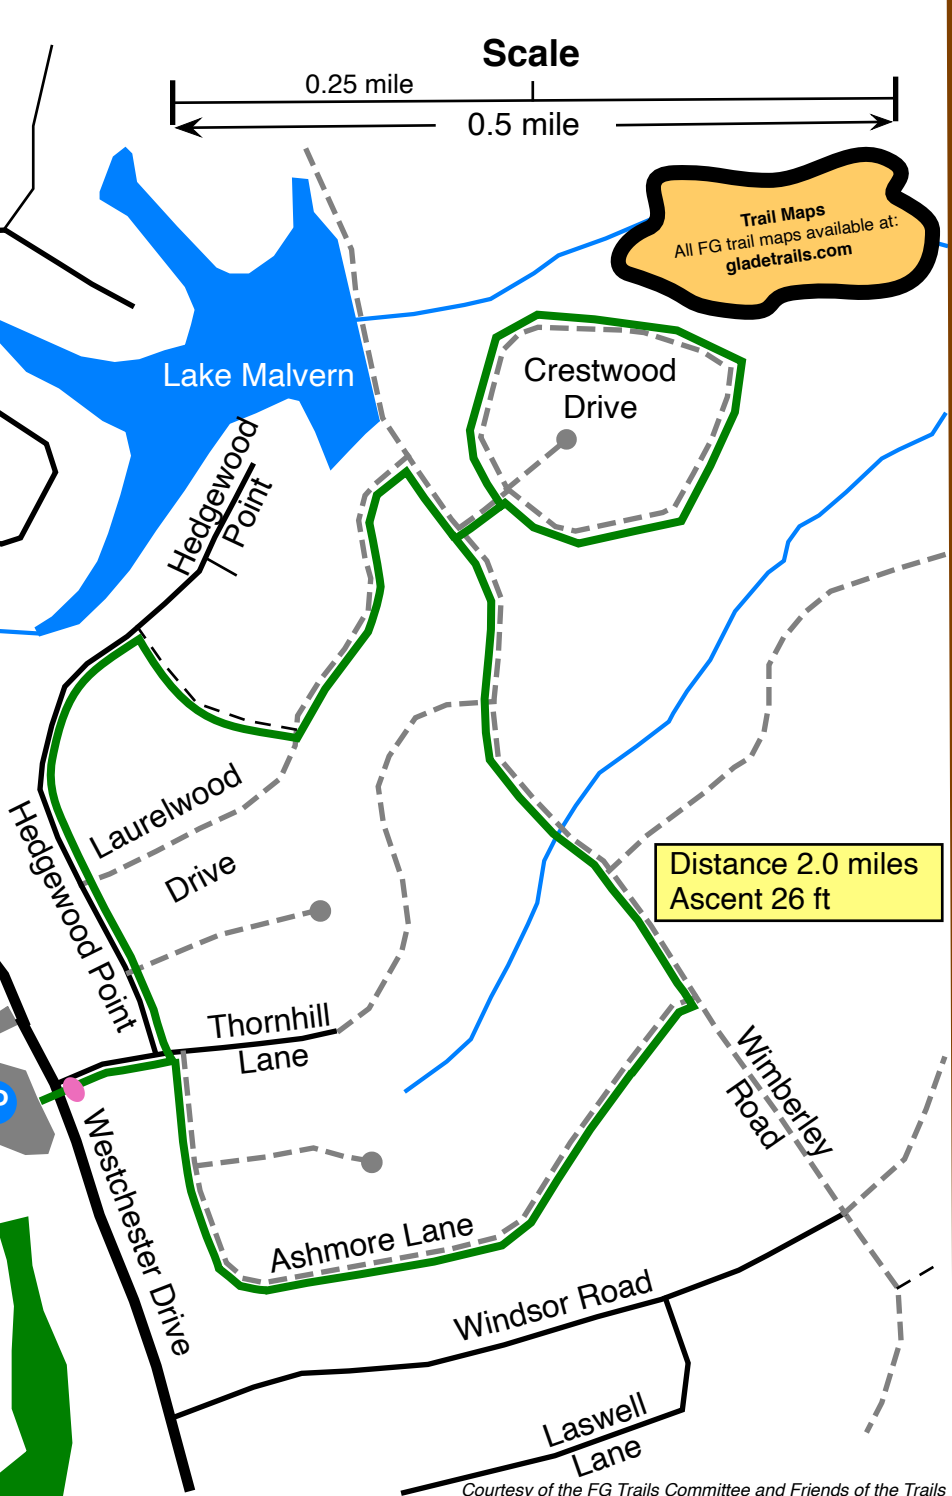 Scale
0.25 mile
0.5 mile
Trail Maps
All FG trail maps available at:
gladetrails.com
Crestwood
Drive
Lake Malvern
Hedgewood
Point
Laurelwood
Drive
Hedgewood Point
Distance 2.0 miles
Ascent 26 ft
Thornhill
Lane
Wimberley
Road
P
Westchester Drive
Ashmore Lane
Windsor Road
Laswell
Lane
Courtesy of the FG Trails Committee and Friends of the Trails